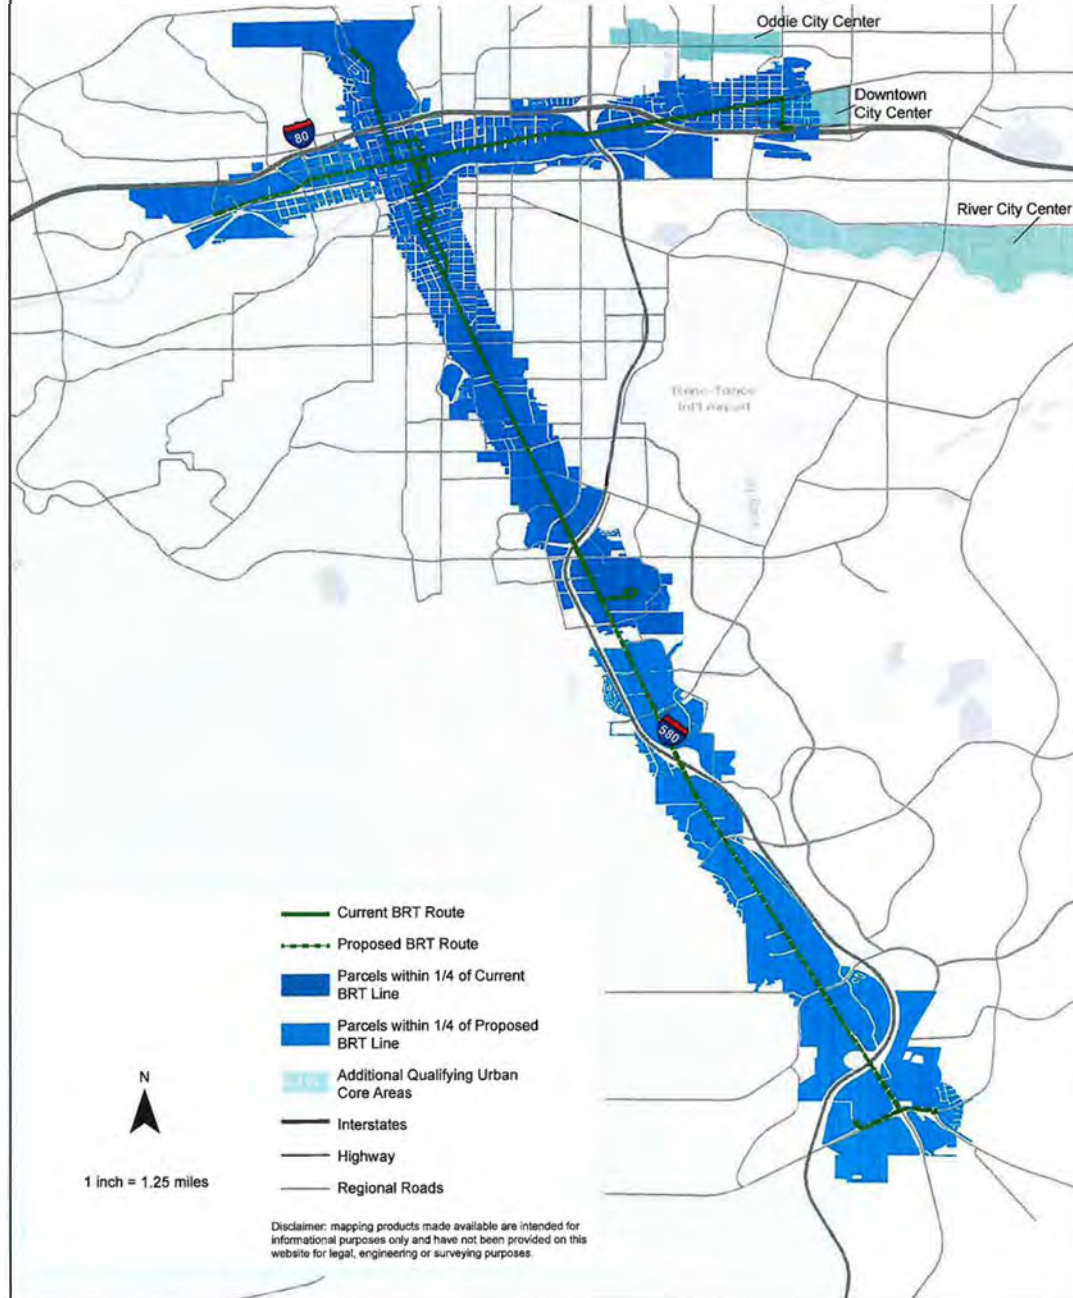 Oddie City Center
Downtown
City Center
80
River City Center
Int'l Airport
580
Current BRT Route
Proposed BRT Route
Parcels within 1/4 of Current
BRT Line
Parcels within 1/4 of Proposed
BRT Line
Additional Qualifying Urban
Core Areas
Interstates
Highway
Regional Roads
N
1 inch = 1.25 miles
Disclaimer: mapping products made available are intended for
informational purposes only and have not been provided on this
website for legal, engineering or surveying purposes.